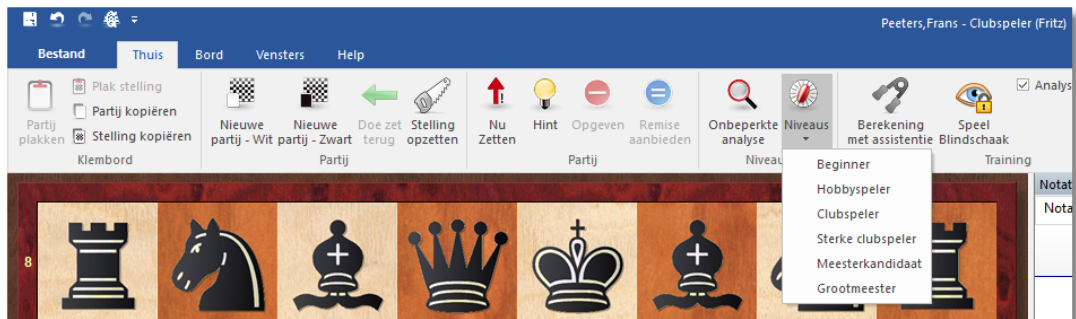 Peeters,Frans - Clubspeler (Fritz)
Bestand Thuis Bord Vensters Help
Partij plakken
Plak stelling
Partij kopiëren
Stelling kopiëren
Klembord
Nieuwe partij - Wit
Nieuwe partij - Zwart
Doe zet terug
Stelling opzetten
Partij
Nu Zetten
Hint
Opgeven
Remise aanbieden
Partij
Onbeperkte analyse
Niveaus
Niveau
Berekening met assistentie
Speel Blindschaak
Analys
Training
Beginner
Hobbyspeler
Clubspeler
Sterke clubspeler
Meesterkandidaat
Grootmeester
Notat
Nota
8